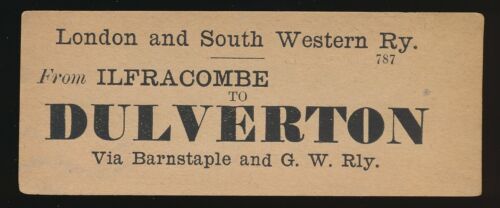 London and South Western Ry.
787
From ILFRACOMBE
TO
DULVERTON
Via Barnstaple and G. W. Rly.